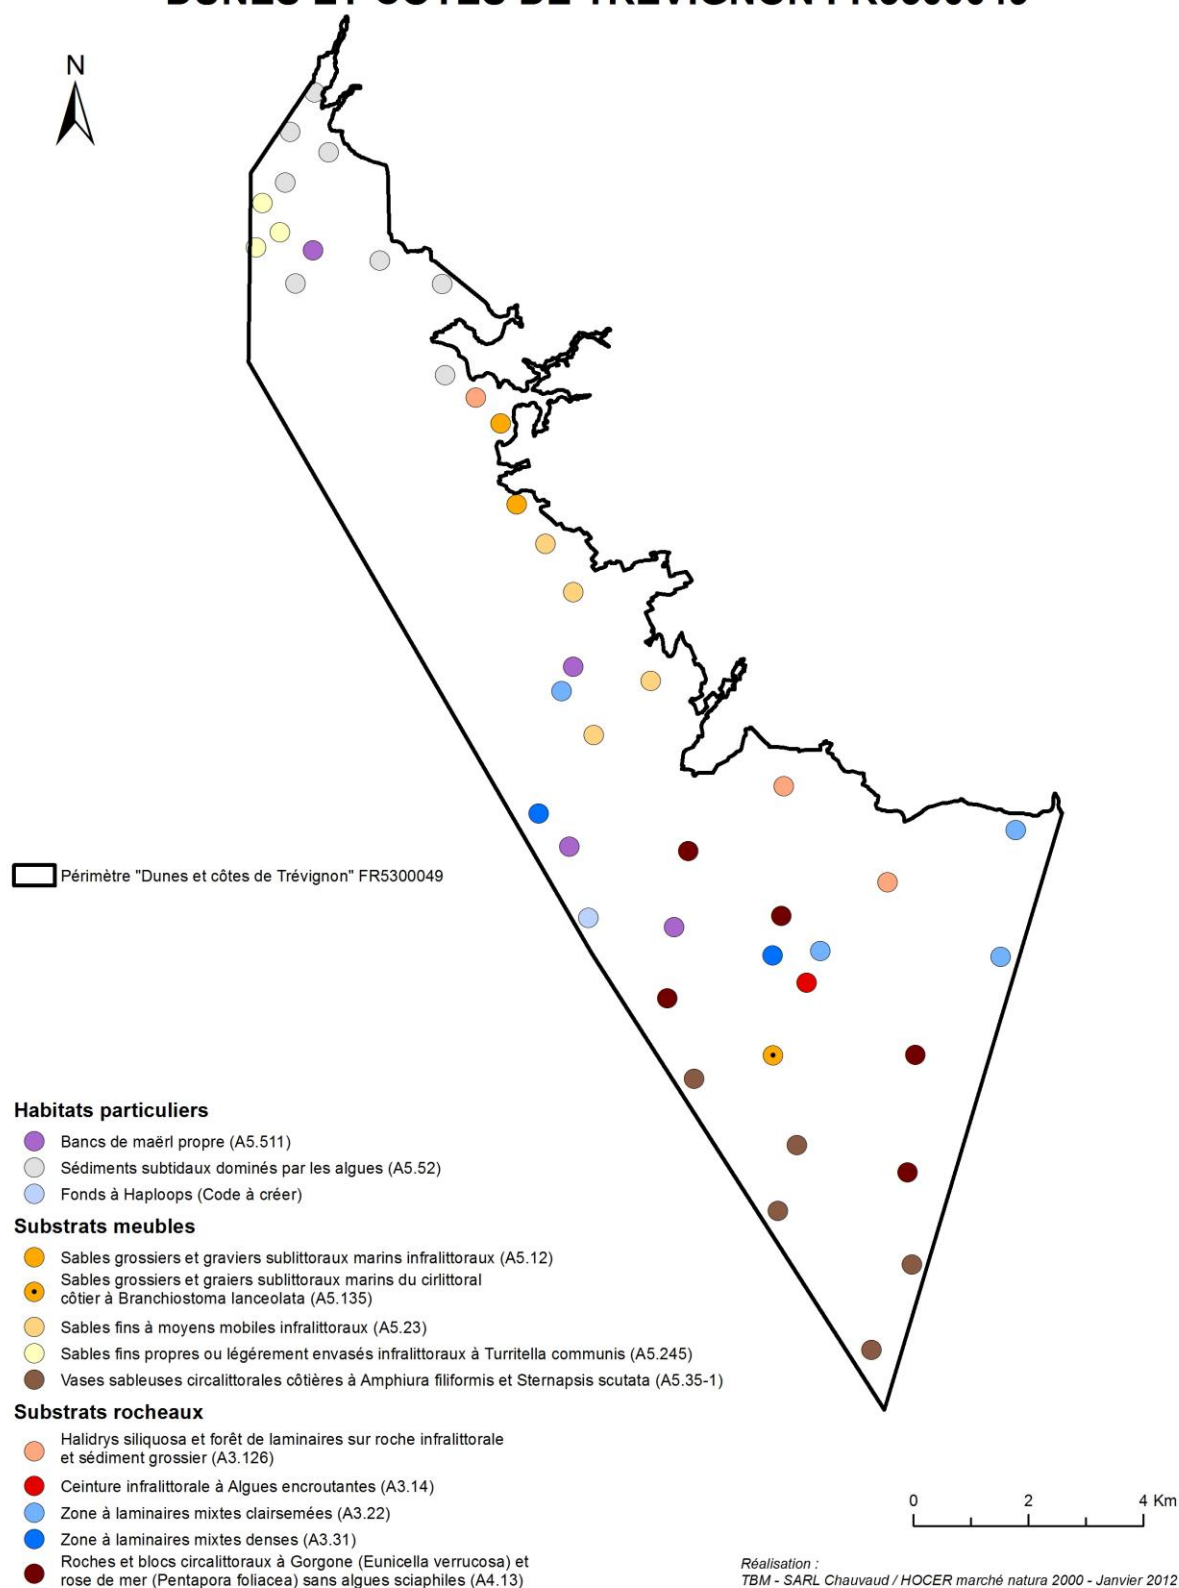 N
Périmètre "Dunes et côtes de Trévignon" FR5300049
Habitats particuliers
Bancs de maërl propre (A5.511)
Sédiments subtidaux dominés par les algues (A5.52)
Fonds à Haploops (Code à créer)
Substrats meubles
Sables grossiers et graviers sublittoraux marins infralittoraux (A5.12)
Sables grossiers et graiers sublittoraux marins du cirlittoral
côtier à Branchiostoma lanceolata (A5.135)
Sables fins à moyens mobiles infralittoraux (A5.23)
Sables fins propres ou légérement envasés infralittoraux à Turritella communis (A5.245)
Vases sableuses circalittorales côtières à Amphiura filiformis et Sternapsis scutata (A5.35-1)
Substrats rocheaux
Halidrys siliquosa et forêt de laminaires sur roche infralittorale
et sédiment grossier (A3.126)
Ceinture infralittorale à Algues encroutantes (A3.14)
Zone à laminaires mixtes clairsemées (A3.22)
Zone à laminaires mixtes denses (A3.31)
Roches et blocs circalittoraux à Gorgone (Eunicella verrucosa) et
rose de mer (Pentapora foliacea) sans algues sciaphiles (A4.13)
0 2 4 Km
Réalisation :
TBM - SARL Chauvaud / HOCER marché natura 2000 - Janvier 2012